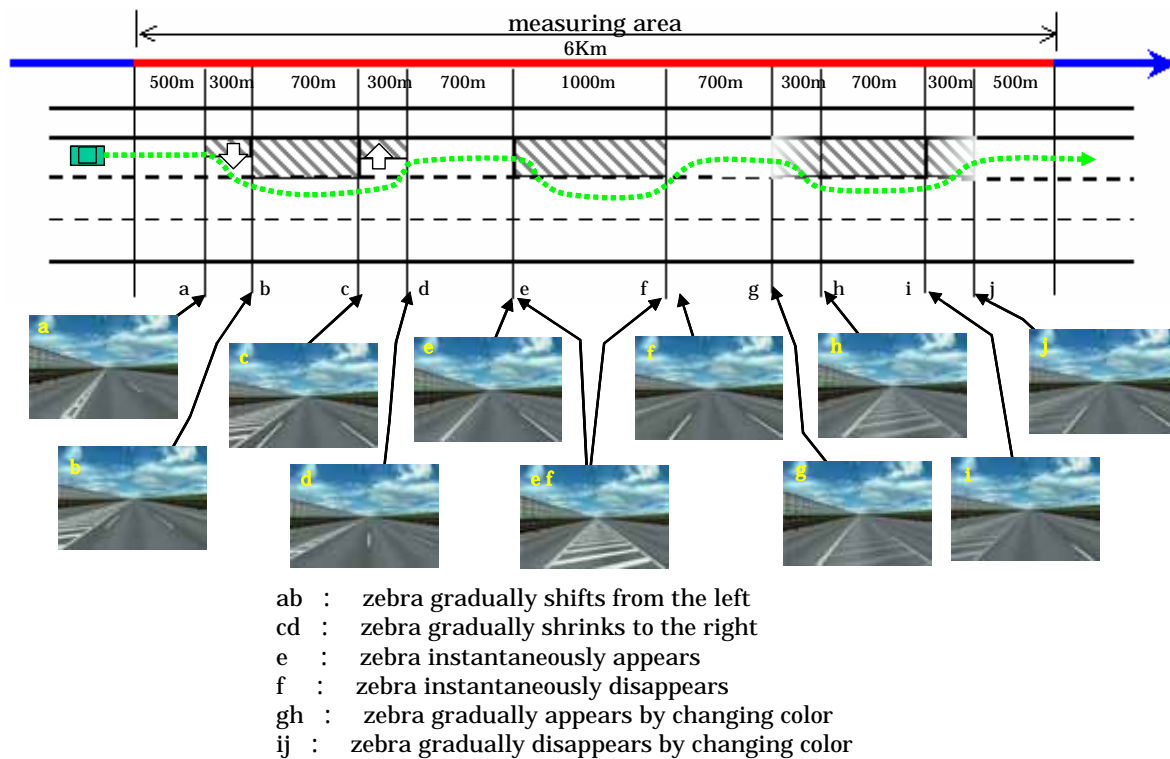 measuring area
6Km
500m 300m 700m 300m 700m 1000m 700m 300m 700m 300m 500m
a b c d e f g h i j
a
c
e
f
h
j
b
d
e f
g
i
ab : zebra gradually shifts from the left
cd : zebra gradually shrinks to the right
e : zebra instantaneously appears
f : zebra instantaneously disappears
gh : zebra gradually appears by changing color
ij : zebra gradually disappears by changing color